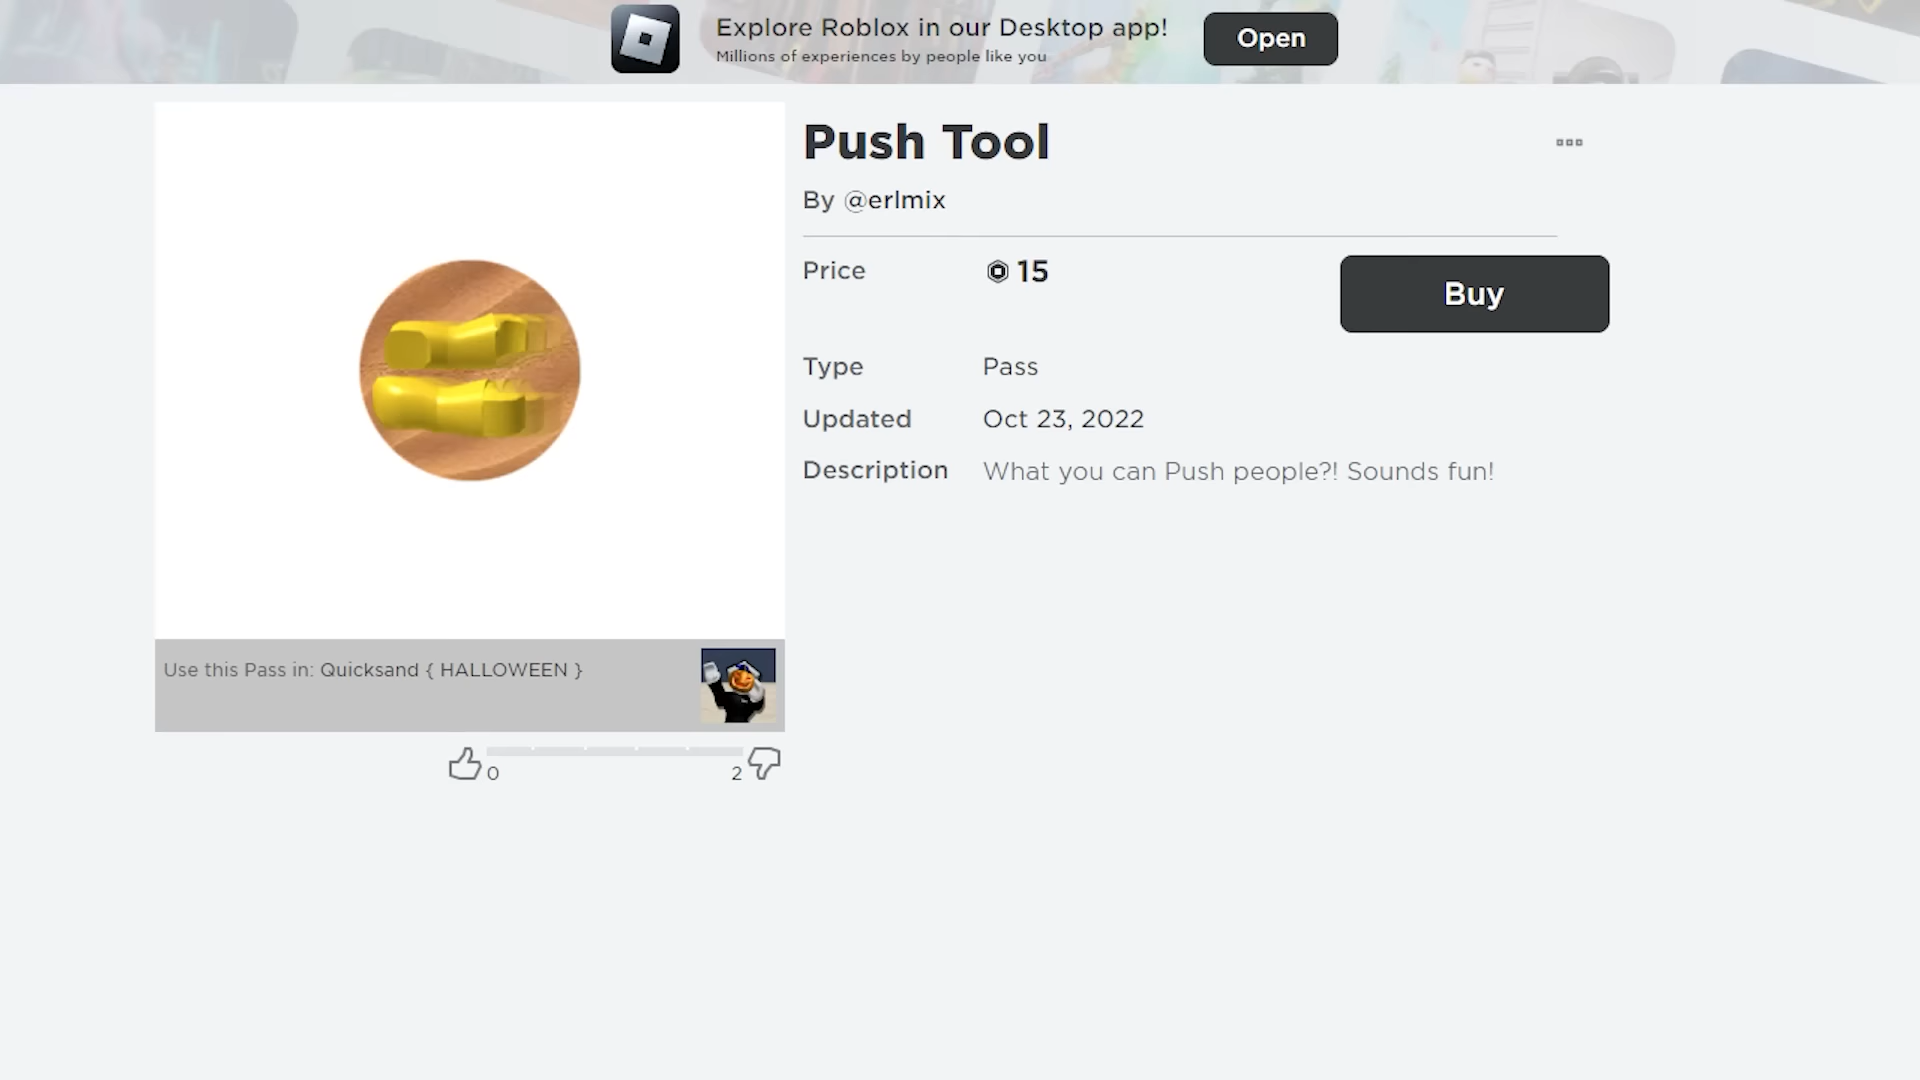 Explore Roblox in our Desktop app!
Millions of experiences by people like you
Open
Push Tool
By @erlmix
Price
15
Buy
Type
Pass
Updated
Oct 23, 2022
Description
What you can Push people?! Sounds fun!
Use this Pass in: Quicksand { HALLOWEEN }
0
2